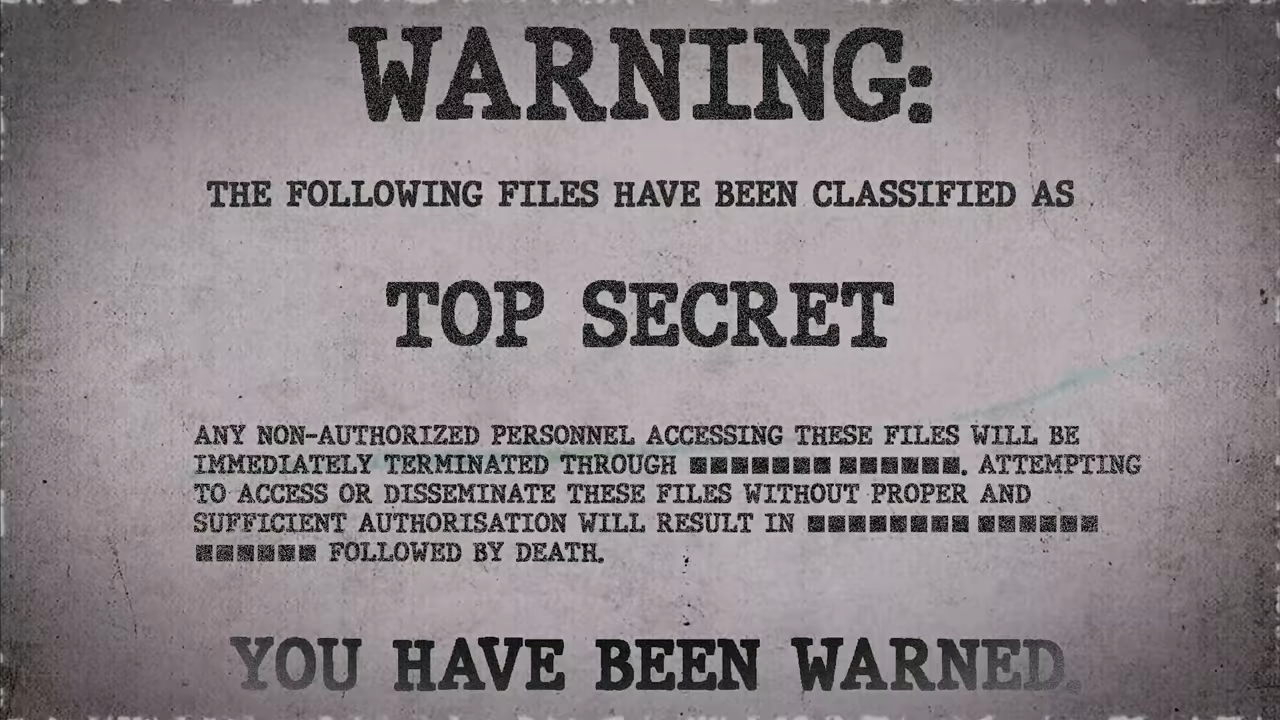 WARNING:
THE FOLLOWING FILES HAVE BEEN CLASSIFIED AS
TOP SECRET
ANY NON-AUTHORIZED PERSONNEL ACCESSING THESE FILES WILL BE
IMMEDIATELY TERMINATED THROUGH ■■■■■■■ ■■■■■■. ATTEMPTING
TO ACCESS OR DISSEMINATE THESE FILES WITHOUT PROPER AND
SUFFICIENT AUTHORISATION WILL RESULT IN ■■■■■■■■ ■■■■■■
■■■■■■ FOLLOWED BY DEATH.
YOU HAVE BEEN WARNED.